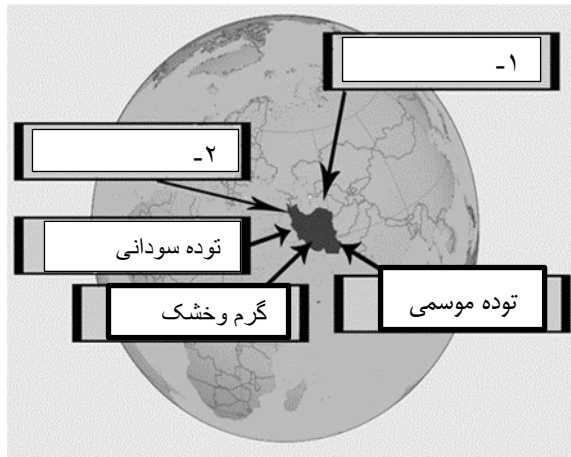 ۱-
۲-
توده سودانی
گرم وخشک
توده موسمی